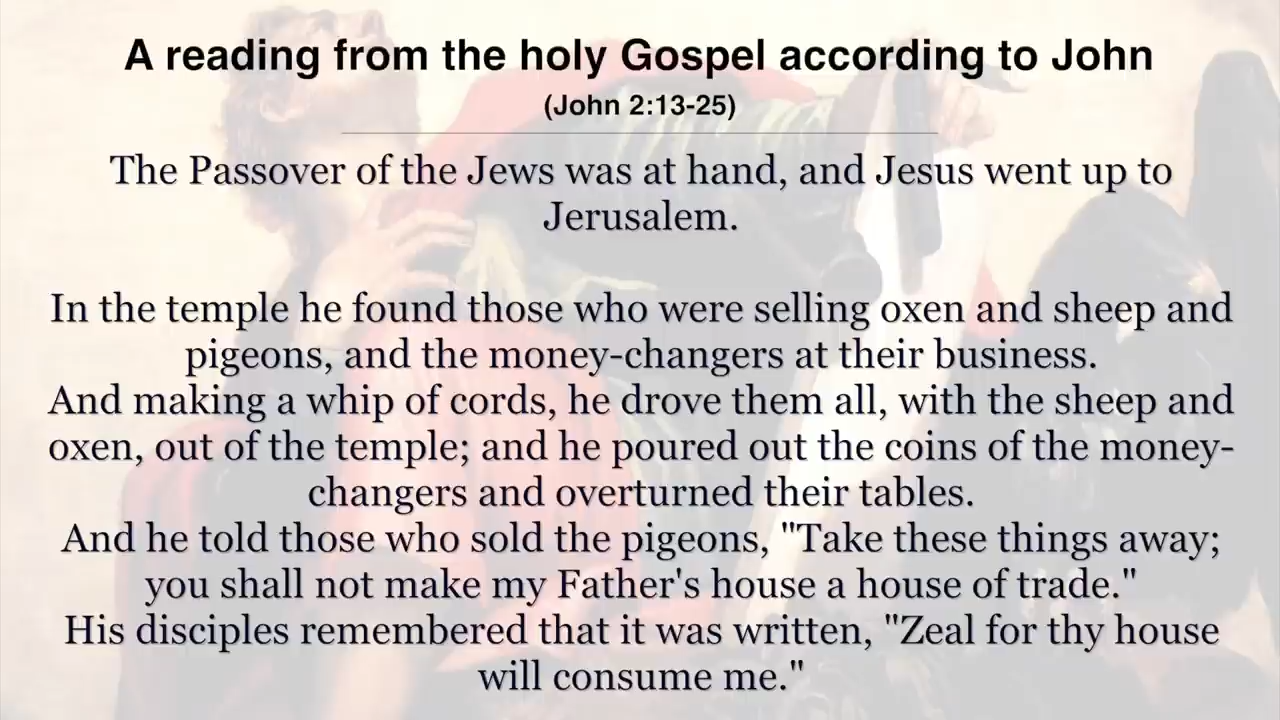 A reading from the holy Gospel according to John
(John 2:13-25)
The Passover of the Jews was at hand, and Jesus went up to
Jerusalem.
In the temple he found those who were selling oxen and sheep and
pigeons, and the money-changers at their business.
And making a whip of cords, he drove them all, with the sheep and
oxen, out of the temple; and he poured out the coins of the money-
changers and overturned their tables.
And he told those who sold the pigeons, "Take these things away;
you shall not make my Father's house a house of trade."
His disciples remembered that it was written, "Zeal for thy house
will consume me."